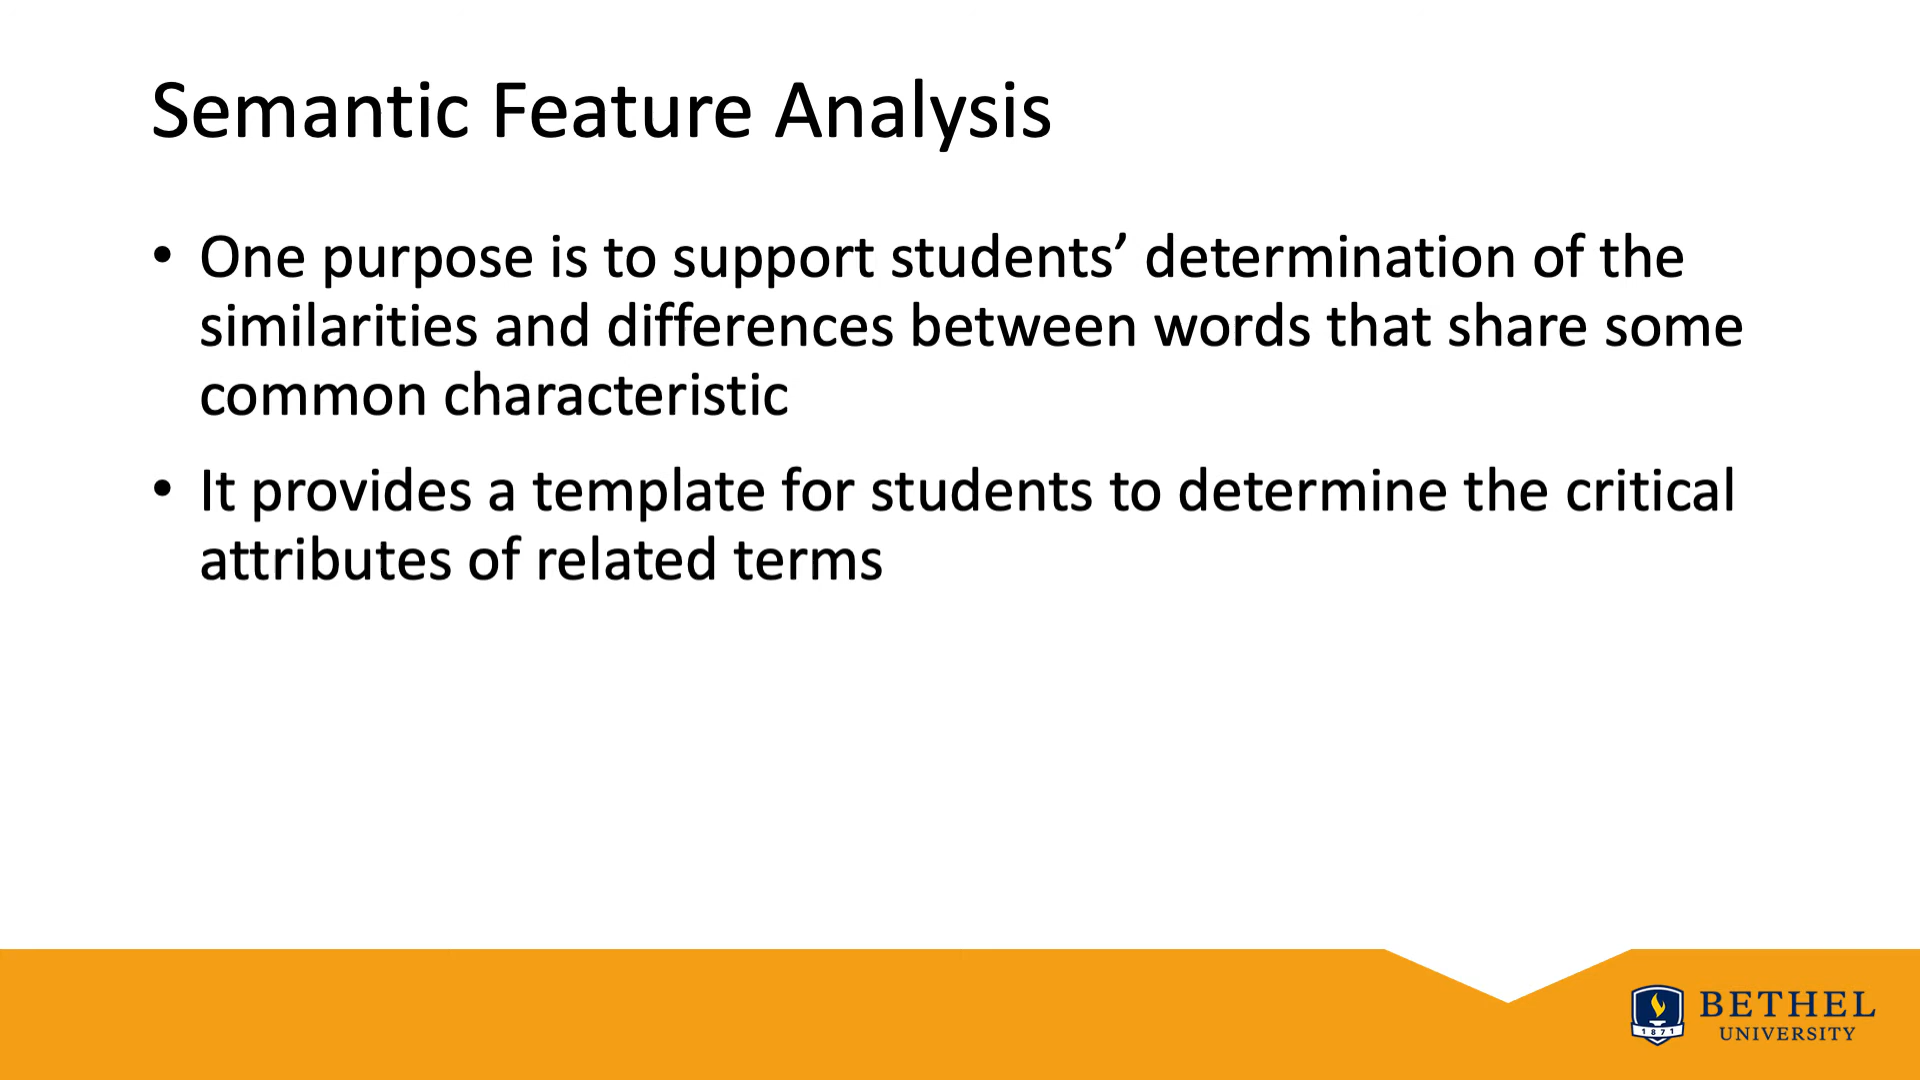 Semantic Feature Analysis
• One purpose is to support students’ determination of the
similarities and differences between words that share some
common characteristic
• It provides a template for students to determine the critical
attributes of related terms
1871
BETHEL
UNIVERSITY